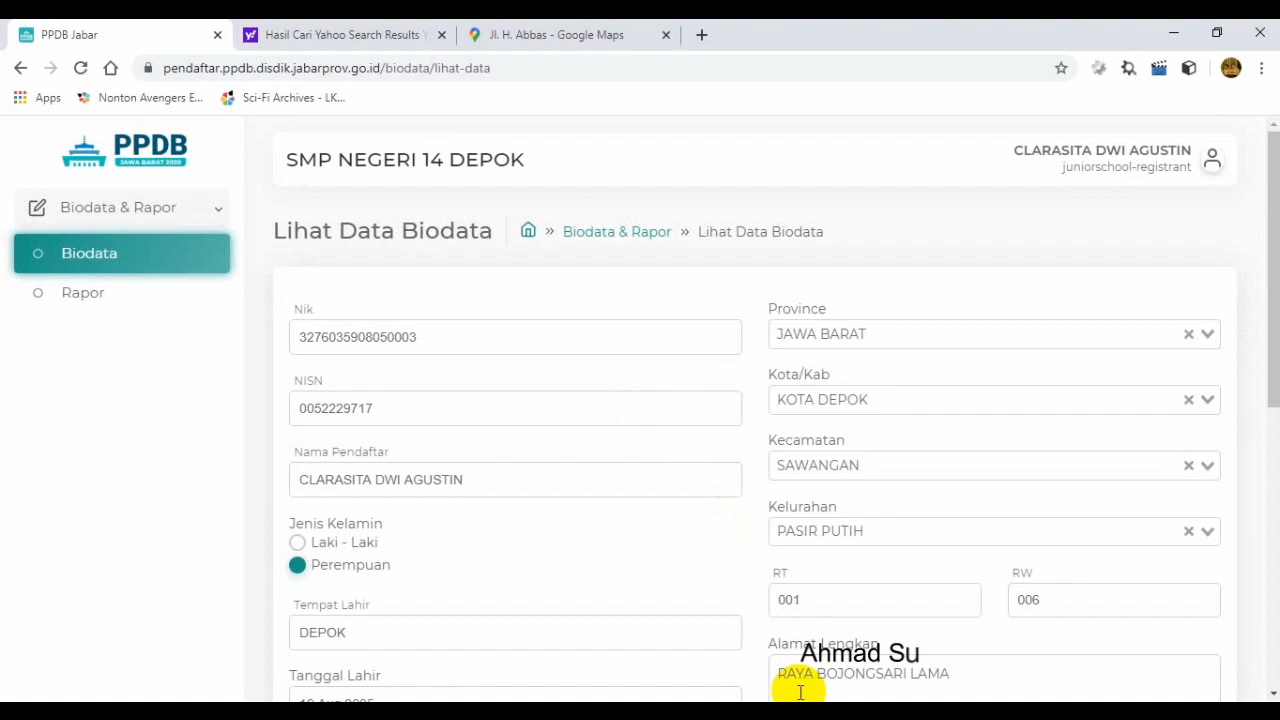 PPDB Jabar
Hasil Cari Yahoo Search Results Y
Jl. H. Abbas - Google Maps
pendaftar.ppdb.disdik.jabarprov.go.id/biodata/lihat-data
Apps
Nonton Avengers E...
Sci-Fi Archives - LK...
PPDB
JAWA BARAT 2020
SMP NEGERI 14 DEPOK
CLARASITA DWI AGUSTIN
juniorschool-registrant
Biodata & Rapor
Biodata
Rapor
Lihat Data Biodata
» Biodata & Rapor » Lihat Data Biodata
Nik
3276035908050003
NISN
0052229717
Nama Pendaftar
CLARASITA DWI AGUSTIN
Jenis Kelamin
Laki - Laki
Perempuan
Tempat Lahir
DEPOK
Tanggal Lahir
Province
JAWA BARAT
Kota/Kab
KOTA DEPOK
Kecamatan
SAWANGAN
Kelurahan
PASIR PUTIH
RT
001
RW
006
Alamat Lengkap
Ahmad Su
RAYA BOJONGSARI LAMA